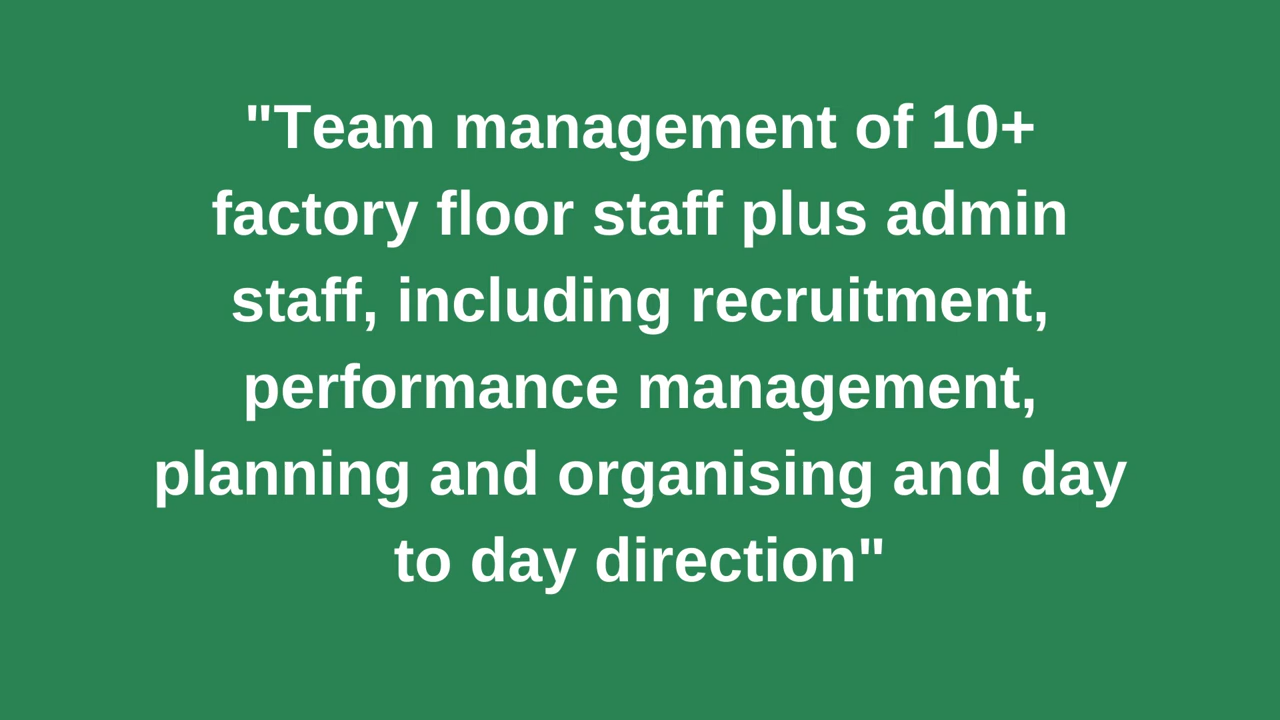 "Team management of 10+
factory floor staff plus admin
staff, including recruitment,
performance management,
planning and organising and day
to day direction"